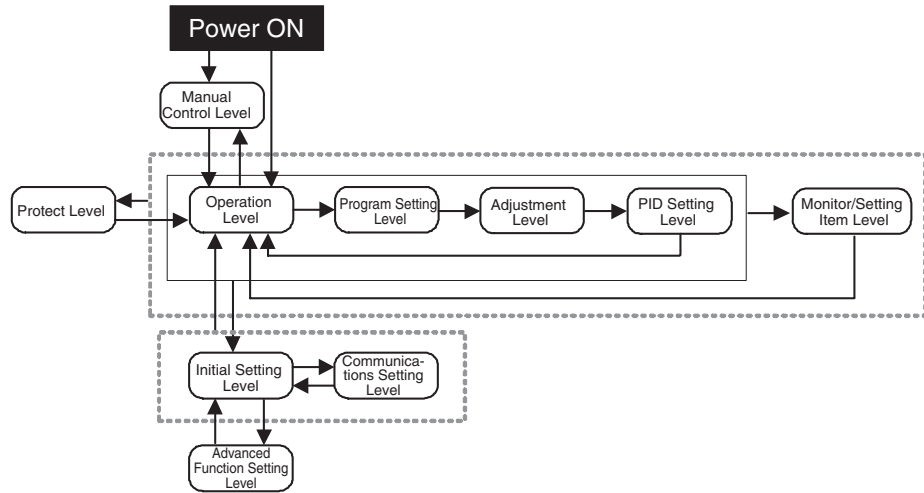 Power ON
Manual
Control Level
Protect Level
Operation
Level
Program Setting
Level
Adjustment
Level
PID Setting
Level
Monitor/Setting
Item Level
Initial Setting
Level
Communica-
tions Setting
Level
Advanced
Function Setting
Level